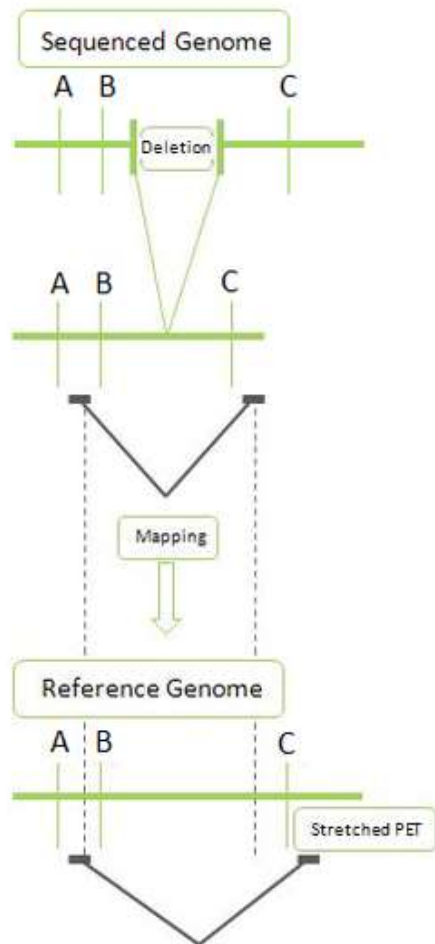 Sequenced Genome
A B C
Deletion
A B C
Mapping
Reference Genome
A B C
Stretched PET